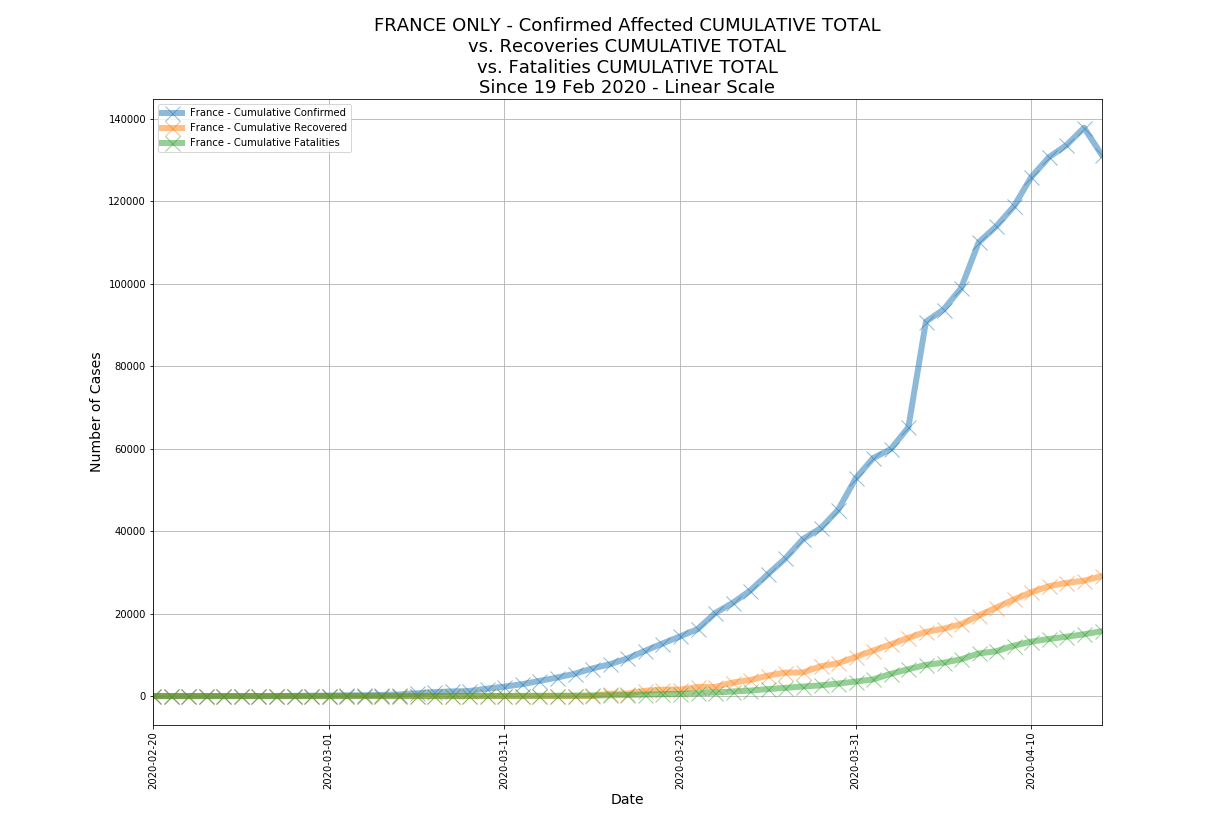 FRANCE ONLY - Confirmed Affected CUMULATIVE TOTAL
vs. Recoveries CUMULATIVE TOTAL
vs. Fatalities CUMULATIVE TOTAL
Since 19 Feb 2020 - Linear Scale
France - Cumulative Confirmed
France - Cumulative Recovered
France - Cumulative Fatalities
Number of Cases
140000
120000
100000
80000
60000
40000
20000
0
2020-02-20
2020-03-01
2020-03-11
2020-03-21
2020-03-31
2020-04-10
Date